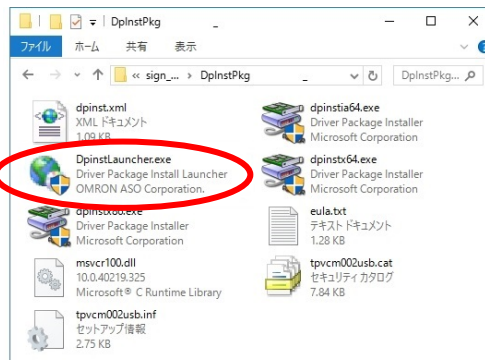 DpInstPkg _
ファイル ホーム 共有 表示
« sign_... › DpInstPkg _ DpInstPkg...
dpinst.xml
XML ドキュメント
1.09 KB
dpinstia64.exe
Driver Package Installer
Microsoft Corporation
DpinstLauncher.exe
Driver Package Install Launcher
OMRON ASO Corporation.
dpinstx64.exe
Driver Package Installer
Microsoft Corporation
dpinstx86.exe
Driver Package Installer
Microsoft Corporation
eula.txt
テキスト ドキュメント
1.28 KB
msvcr100.dll
10.0.40219.325
Microsoft® C Runtime Library
tpvcm002usb.cat
セキュリティ カタログ
7.84 KB
tpvcm002usb.inf
セットアップ情報
2.75 KB